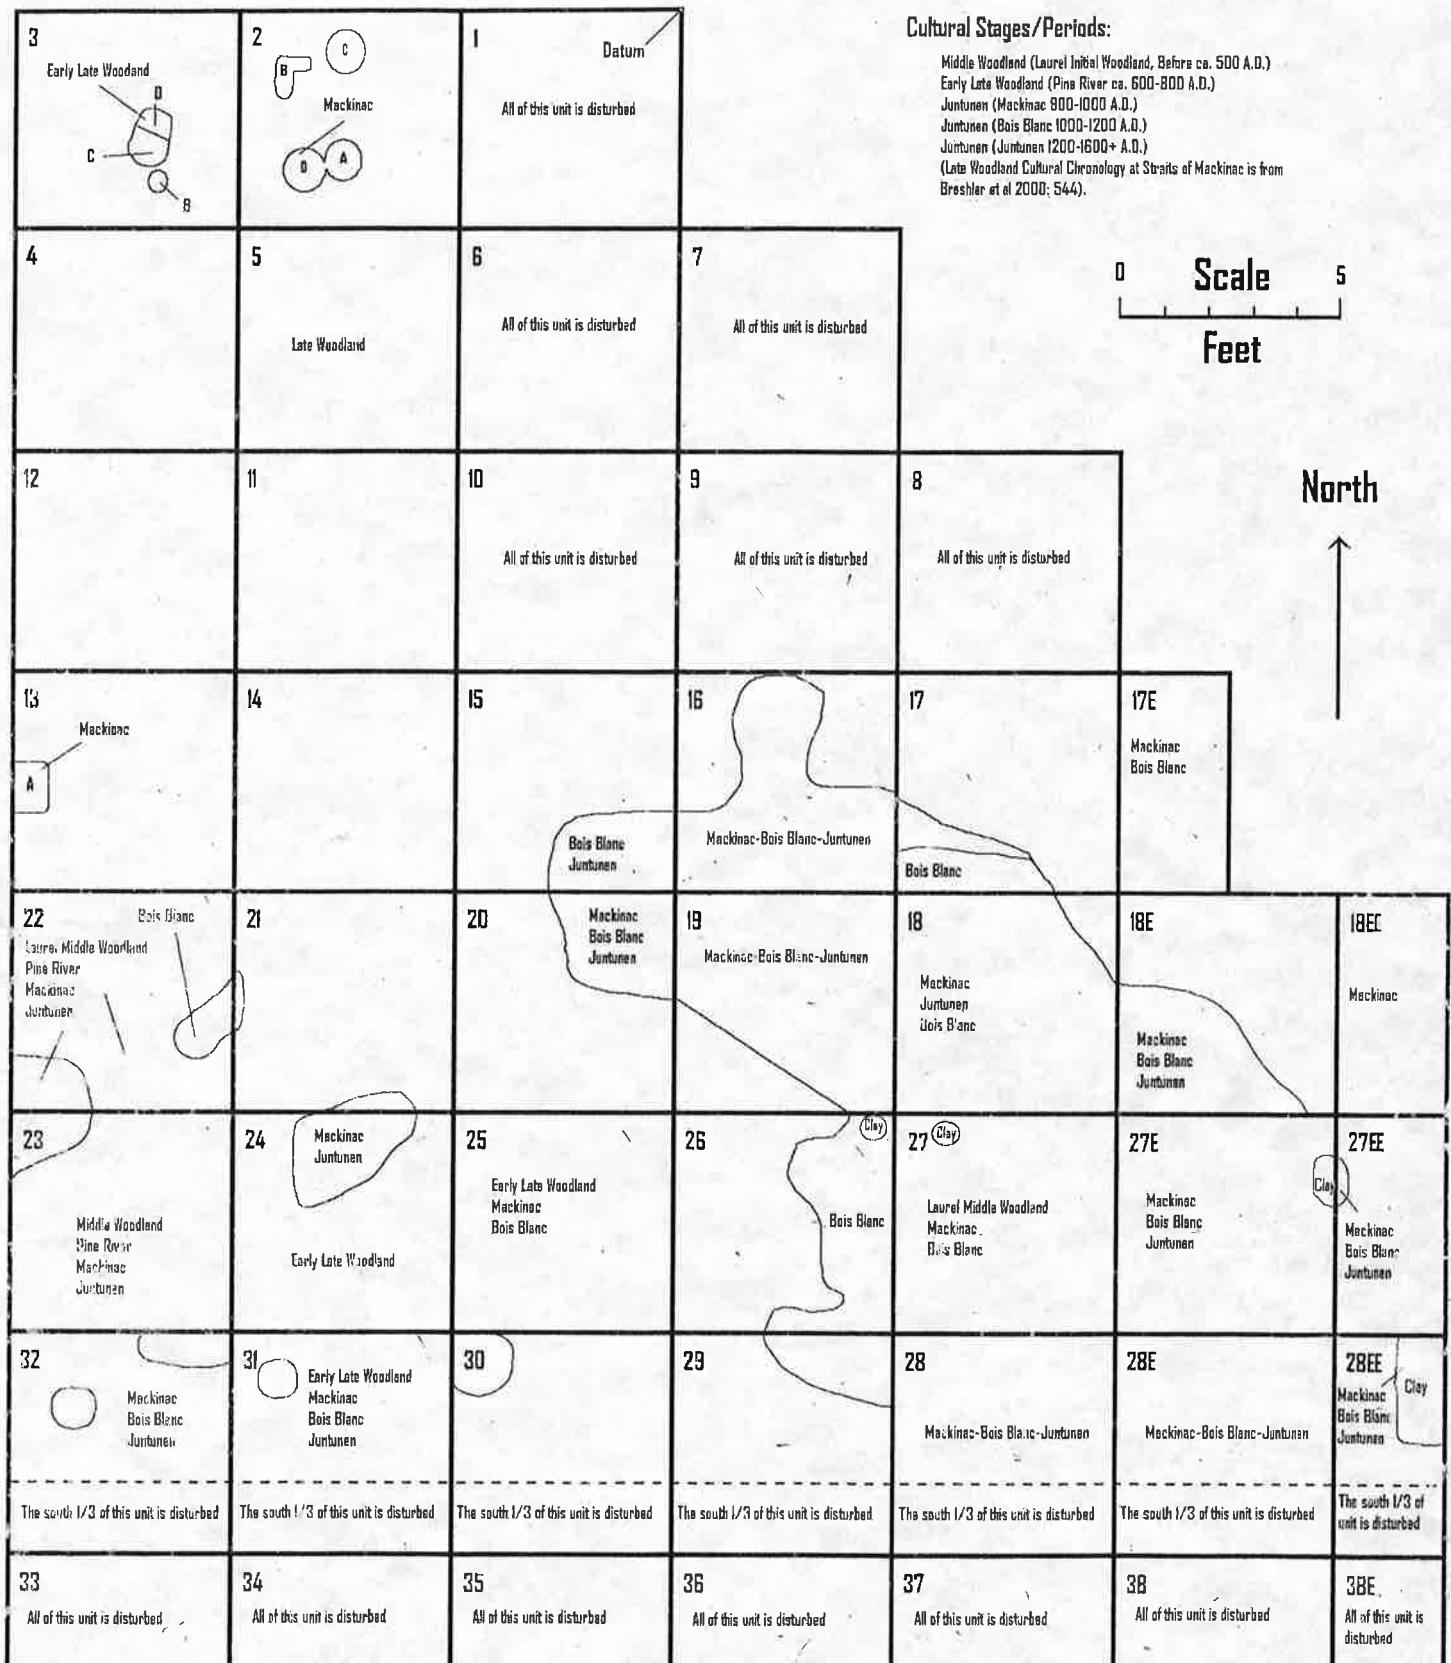 Cultural Stages/Periods:
Middle Woodland (Laurel Initial Woodland, Before ca. 500 A.D.)
Early Late Woodland (Pine River ca. 600-800 A.D.)
Juntunen (Mackinac 800-1000 A.D.)
Juntunen (Bois Blanc 1000-1200 A.D.)
Juntunen (Juntunen 1200-1600+ A.D.)
(Late Woodland Cultural Chronology at Straits of Mackinac is from
Breshler et al 2000: 544).
0 Scale 5
Feet
North
3
Early Late Woodand
D
C
B
2
C
B
Mackinac
D
A
1
Datum
All of this unit is disturbed
4
5
Late Woodland
6
All of this unit is disturbed
7
All of this unit is disturbed
12
11
10
All of this unit is disturbed
9
All of this unit is disturbed
8
All of this unit is disturbed
13
Mackinac
A
14
15
Bois Blanc
Juntunen
16
Mackinac-Bois Blanc-Juntunen
17
Bois Blanc
17E
Mackinac
Bois Blanc
22
Bois Blanc
Laurel Middle Woodland
Pine River
Mackinac
Juntunen
21
20
Mackinac
Bois Blanc
Juntunen
19
Mackinac-Bois Blanc-Juntunen
18
Mackinac
Juntunen
Bois Blanc
18E
Mackinac
Bois Blanc
Juntunen
18EE
Mackinac
23
Middle Woodland
Pine River
Mackinac
Juntunen
24
Mackinac
Juntunen
Early Late Woodland
25
Early Late Woodland
Mackinac
Bois Blanc
26
Clay
Bois Blanc
27
Clay
Laurel Middle Woodland
Mackinac
Bois Blanc
27E
Mackinac
Bois Blanc
Juntunen
27EE
Clay
Mackinac
Bois Blanc
Juntunen
32
Mackinac
Bois Blanc
Juntunen
The south 1/3 of this unit is disturbed
31
Early Late Woodland
Mackinac
Bois Blanc
Juntunen
The south 1/3 of this unit is disturbed
30
The south 1/3 of this unit is disturbed
29
The south 1/3 of this unit is disturbed
28
Mackinac-Bois Blanc-Juntunen
The south 1/3 of this unit is disturbed
28E
Mackinac-Bois Blanc-Juntunen
The south 1/3 of this unit is disturbed
28EE
Clay
Mackinac
Bois Blanc
Juntunen
The south 1/3 of
unit is disturbed
33
All of this unit is disturbed
34
All of this unit is disturbed
35
All of this unit is disturbed
36
All of this unit is disturbed
37
All of this unit is disturbed
38
All of this unit is disturbed
38E
All of this unit is
disturbed